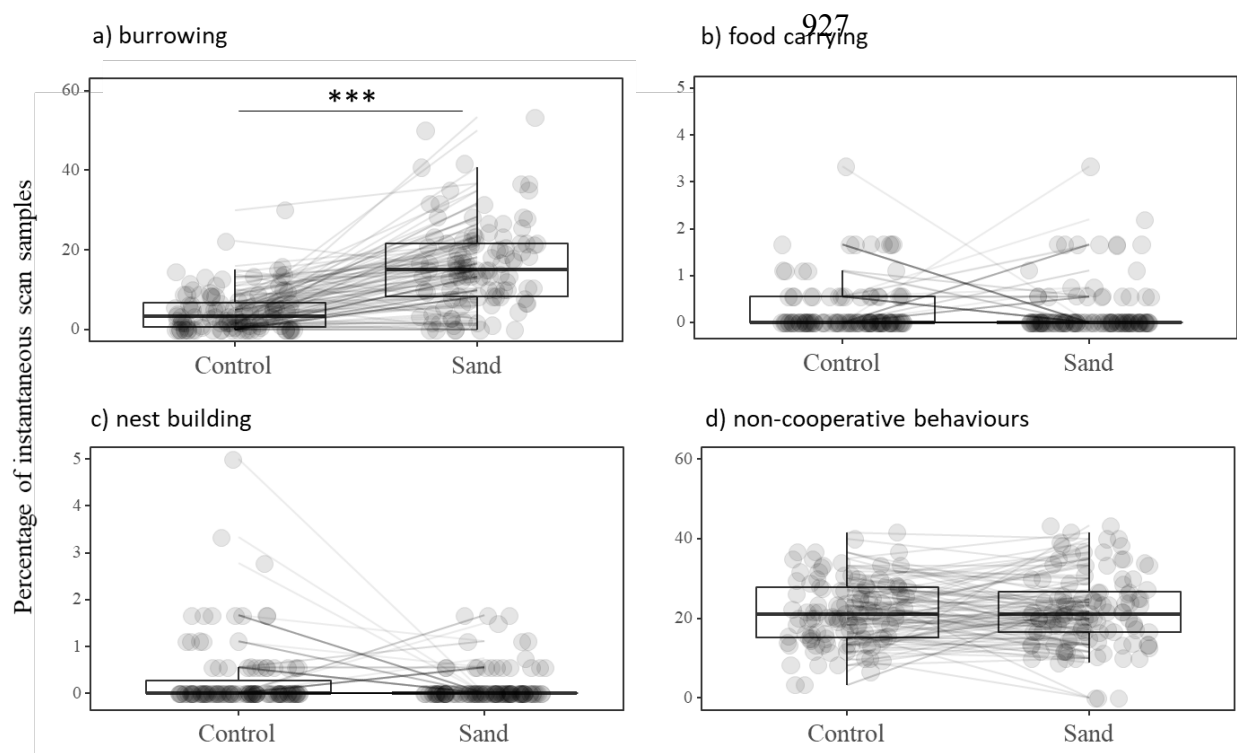 927
a) burrowing
b) food carrying
Percentage of instantaneous scan samples
60
40
20
0
***
Control
Sand
5
4
3
2
1
0
Control
Sand
c) nest building
d) non-cooperative behaviours
5
4
3
2
1
0
Control
Sand
60
40
20
0
Control
Sand